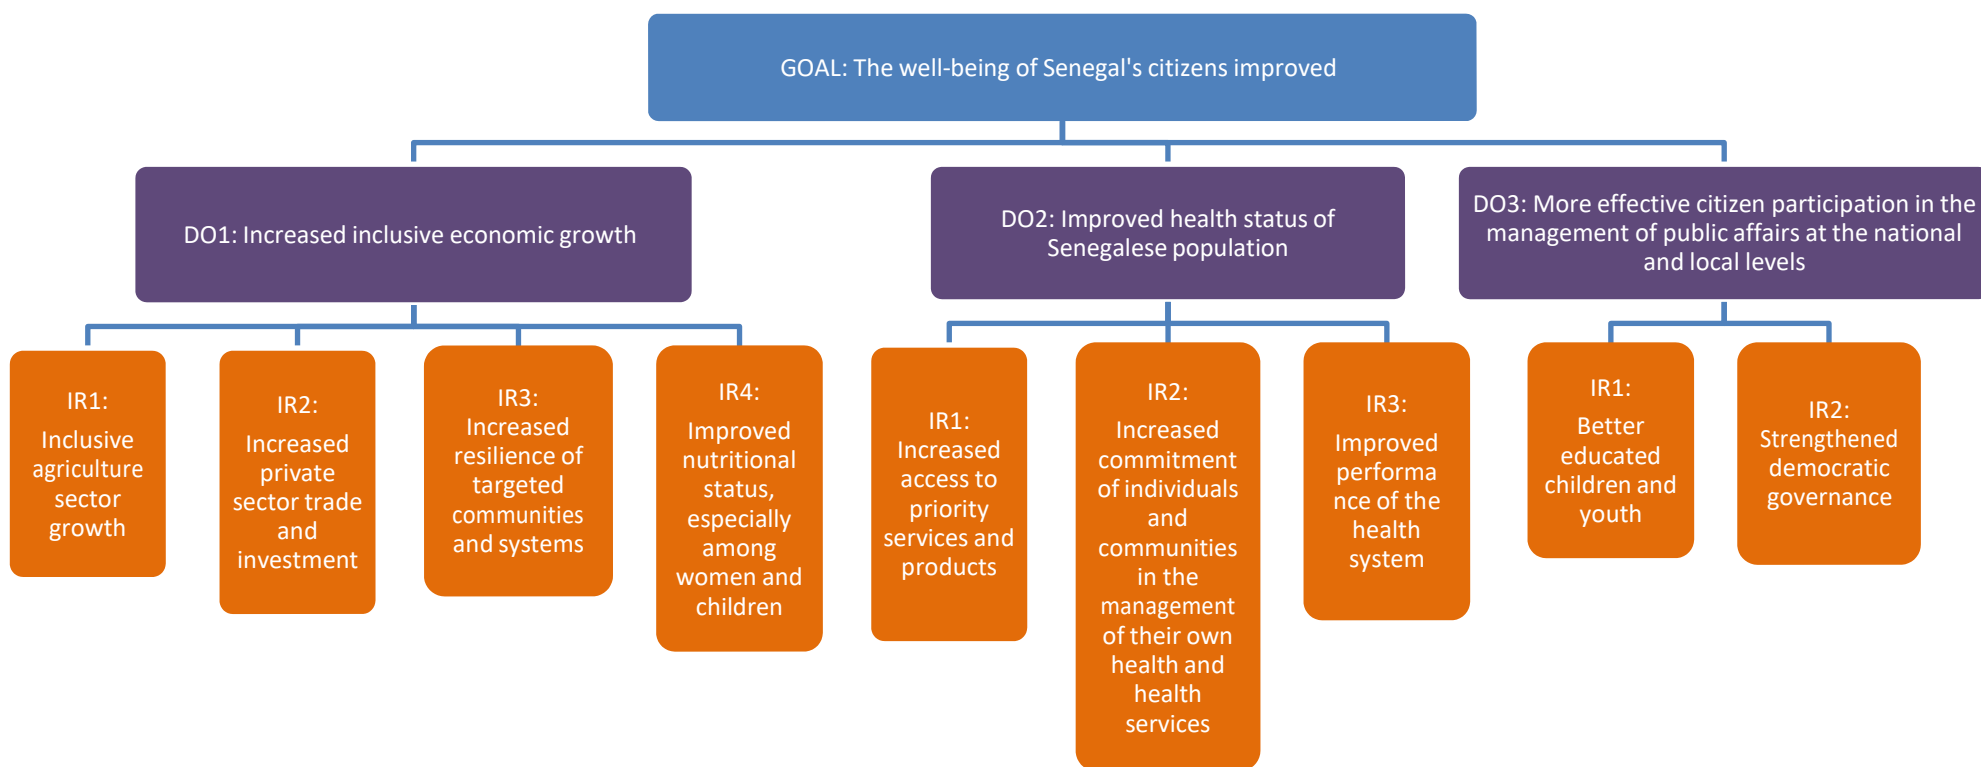 GOAL: The well-being of Senegal's citizens improved
DO1: Increased inclusive economic growth
DO2: Improved health status of
Senegalese population
DO3: More effective citizen participation in the
management of public affairs at the national
and local levels
IR1:
Inclusive
agriculture
sector
growth
IR2:
Increased
private
sector trade
and
investment
IR3:
Increased
resilience of
targeted
communities
and systems
IR4:
Improved
nutritional
status,
especially
among
women and
children
IR1:
Increased
access to
priority
services and
products
IR2:
Increased
commitment
of individuals
and
communities
in the
management
of their own
health and
health
services
IR3:
Improved
performa
nce of the
health
system
IR1:
Better
educated
children and
youth
IR2:
Strengthened
democratic
governance